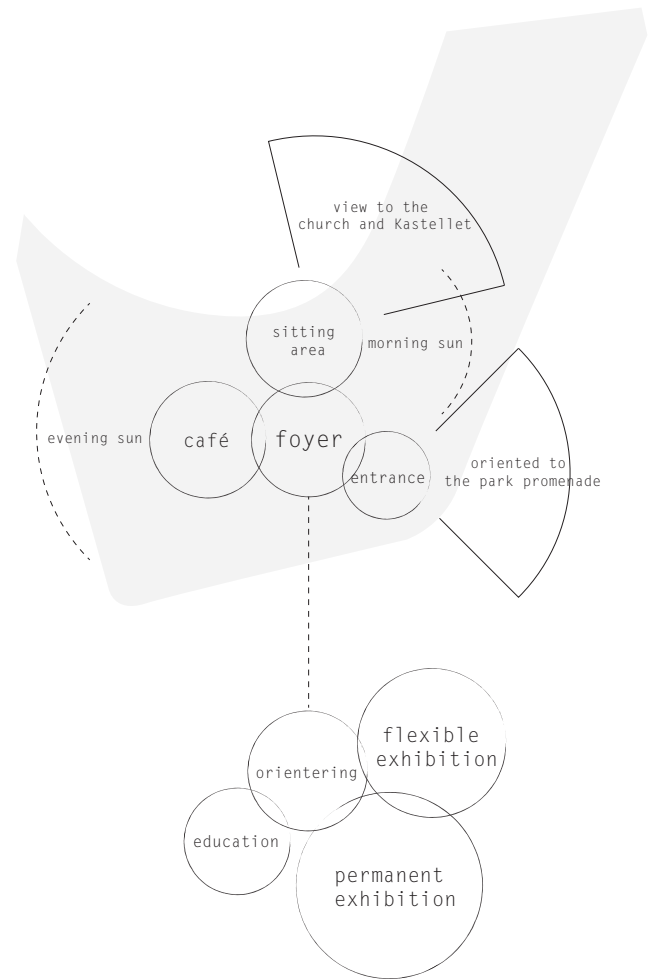 view to the
church and Kastellet
sitting
area
morning sun
evening sun
café
foyer
entrance
oriented to
the park promenade
flexible
exhibition
orientering
education
permanent
exhibition